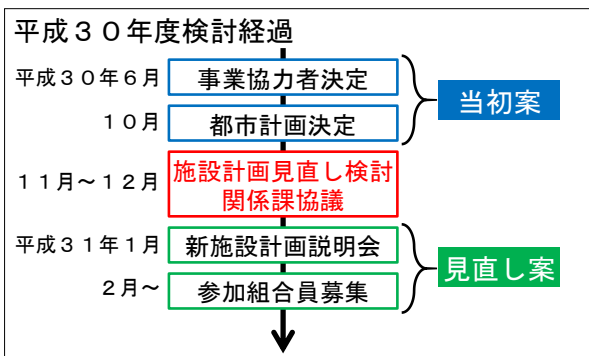 平成３０年度検討経過
平成３０年６月
事業協力者決定
１０月
都市計画決定
当初案
１１月～１２月
施設計画見直し検討
関係課協議
平成３１年１月
新施設計画説明会
２月～
参加組合員募集
見直し案